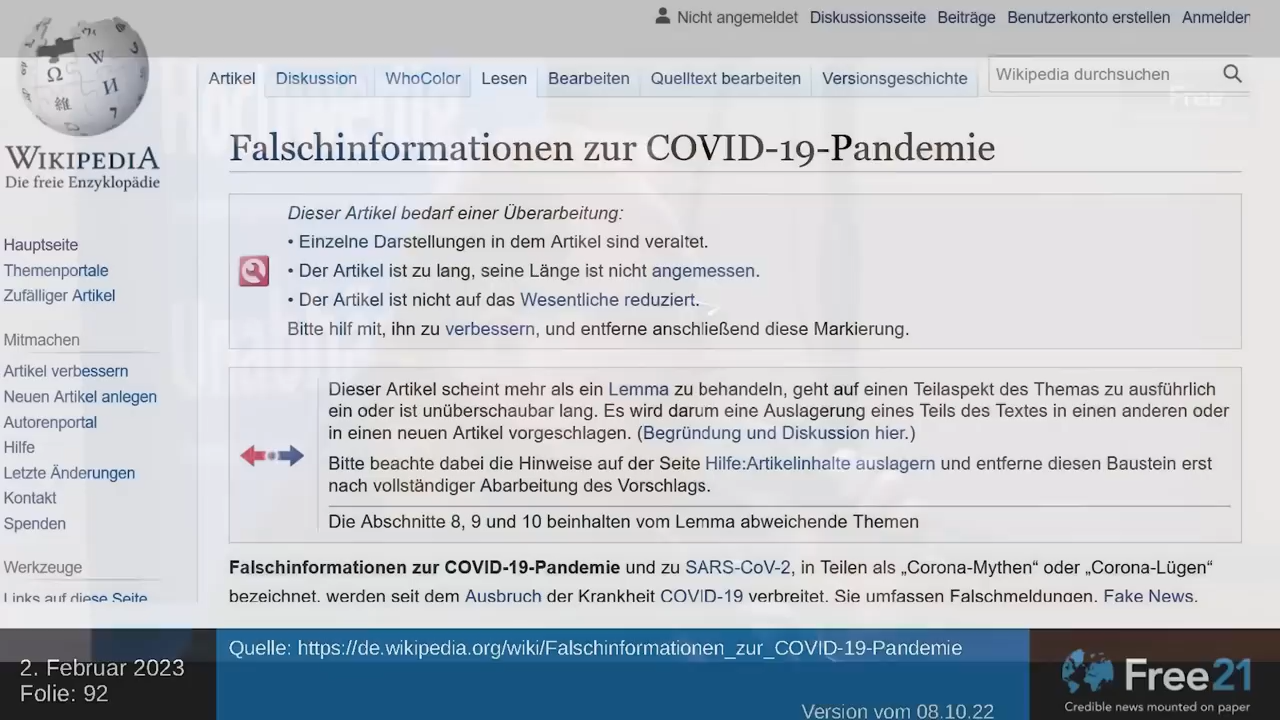 Nicht angemeldet Diskussionsseite Beiträge Benutzerkonto erstellen Anmelden
Artikel Diskussion WhoColor Lesen Bearbeiten Quelltext bearbeiten Versionsgeschichte Wikipedia durchsuchen
Free
WIKIPEDIA
Die freie Enzyklopädie
Hauptseite
Themenportale
Zufälliger Artikel
Mitmachen
Artikel verbessern
Neuen Artikel anlegen
Autorenportal
Hilfe
Letzte Änderungen
Kontakt
Spenden
Werkzeuge
Links auf diese Seite
Falschinformationen zur COVID-19-Pandemie
Dieser Artikel bedarf einer Überarbeitung:
• Einzelne Darstellungen in dem Artikel sind veraltet.
• Der Artikel ist zu lang, seine Länge ist nicht angemessen.
• Der Artikel ist nicht auf das Wesentliche reduziert.
Bitte hilf mit, ihn zu verbessern, und entferne anschließend diese Markierung.
Dieser Artikel scheint mehr als ein Lemma zu behandeln, geht auf einen Teilaspekt des Themas zu ausführlich
ein oder ist unüberschaubar lang. Es wird darum eine Auslagerung eines Teils des Textes in einen anderen oder
in einen neuen Artikel vorgeschlagen. (Begründung und Diskussion hier.)
Bitte beachte dabei die Hinweise auf der Seite Hilfe:Artikelinhalte auslagern und entferne diesen Baustein erst
nach vollständiger Abarbeitung des Vorschlags.
Die Abschnitte 8, 9 und 10 beinhalten vom Lemma abweichende Themen
Falschinformationen zur COVID-19-Pandemie und zu SARS-CoV-2, in Teilen als „Corona-Mythen“ oder „Corona-Lügen“
bezeichnet, werden seit dem Ausbruch der Krankheit COVID-19 verbreitet. Sie umfassen Falschmeldungen, Fake News,
2. Februar 2023
Folie: 92
Quelle: https://de.wikipedia.org/wiki/Falschinformationen_zur_COVID-19-Pandemie
Version vom 08.10.22
Free21
Credible news mounted on paper